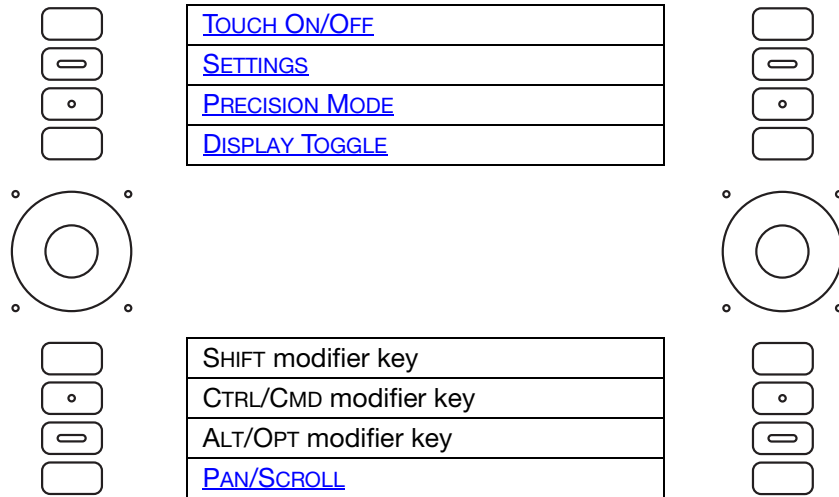 TOUCH ON/OFF
SETTINGS
PRECISION MODE
DISPLAY TOGGLE
SHIFT modifier key
CTRL/CMD modifier key
ALT/OPT modifier key
PAN/SCROLL